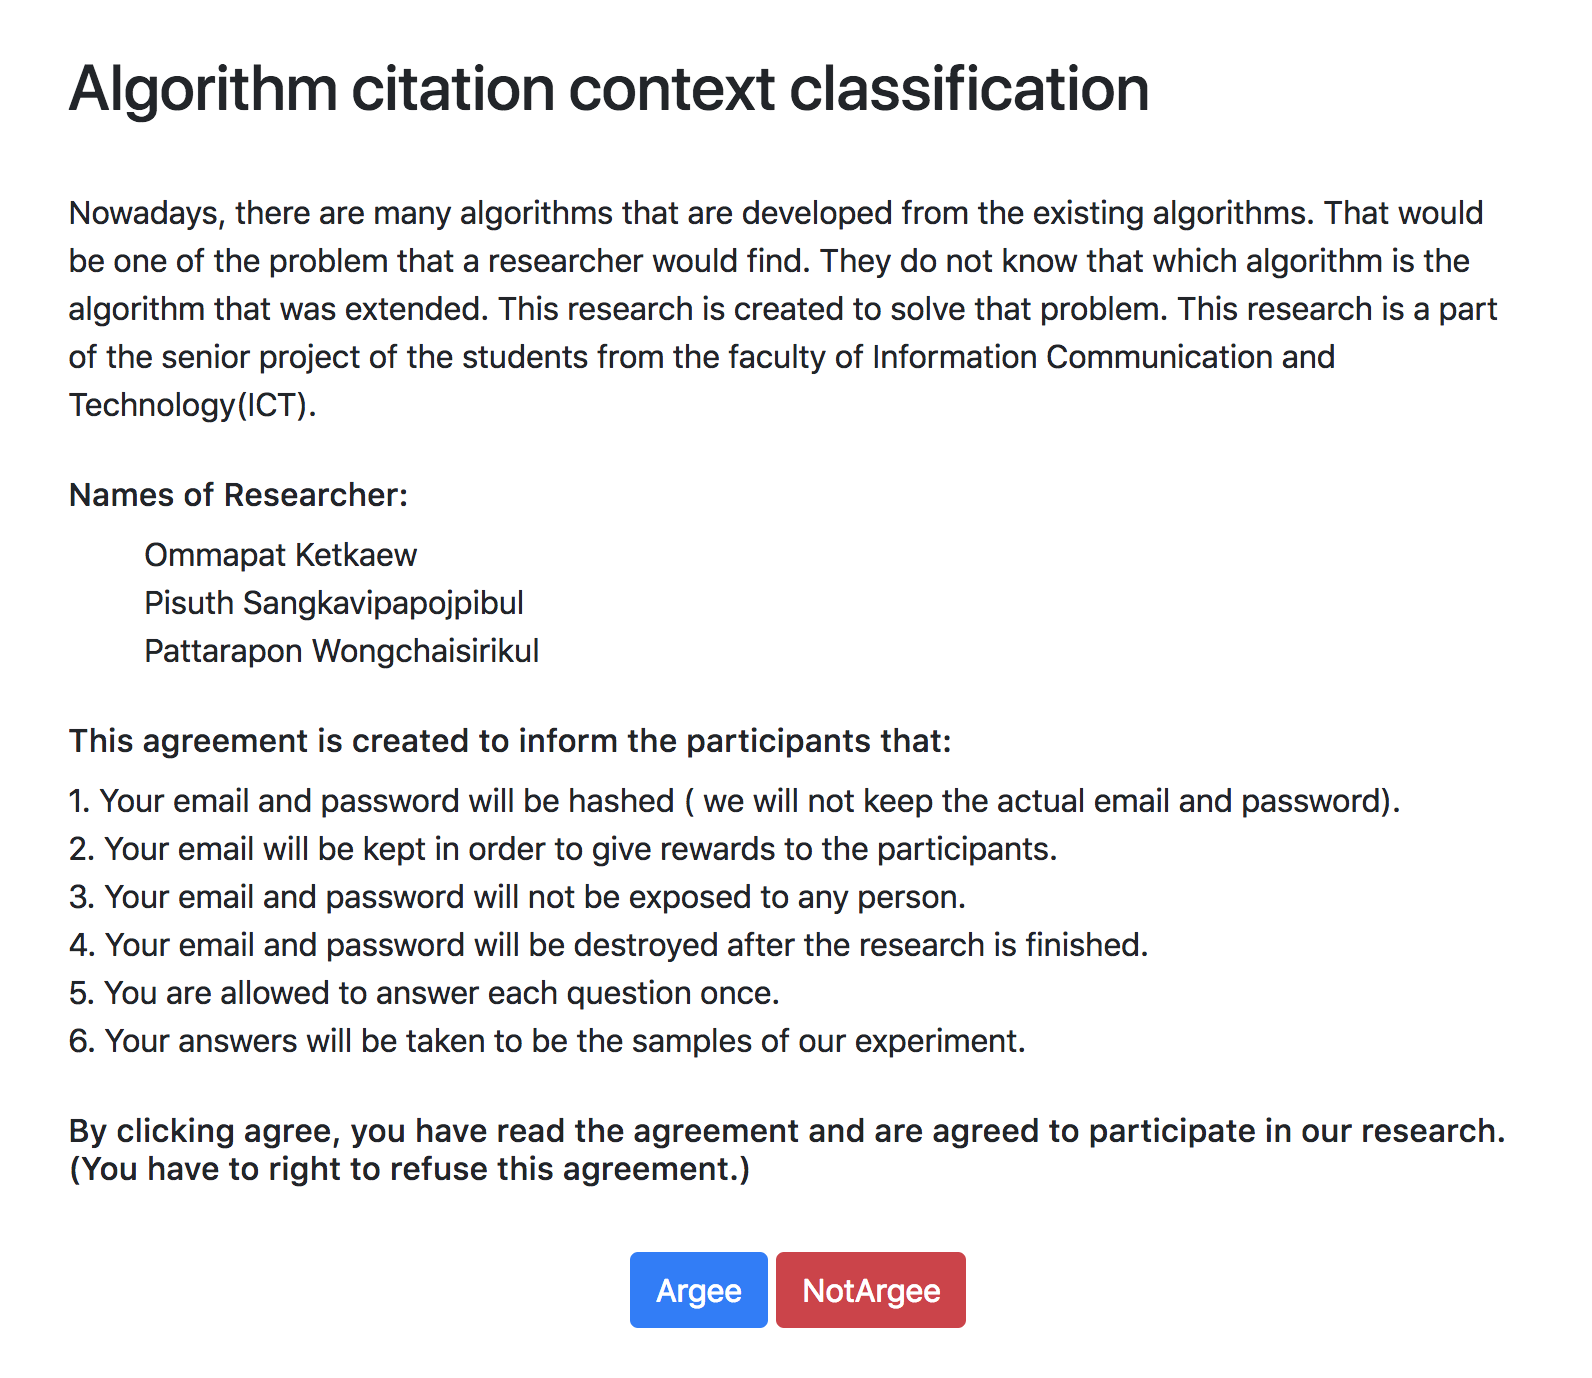 Algorithm citation context classification
Nowadays, there are many algorithms that are developed from the existing algorithms. That would
be one of the problem that a researcher would find. They do not know that which algorithm is the
algorithm that was extended. This research is created to solve that problem. This research is a part
of the senior project of the students from the faculty of Information Communication and
Technology(ICT).
Names of Researcher:
Ommapat Ketkaew
Pisuth Sangkavipapojpibul
Pattarapon Wongchaisirikul
This agreement is created to inform the participants that:
1. Your email and password will be hashed ( we will not keep the actual email and password).
2. Your email will be kept in order to give rewards to the participants.
3. Your email and password will not be exposed to any person.
4. Your email and password will be destroyed after the research is finished.
5. You are allowed to answer each question once.
6. Your answers will be taken to be the samples of our experiment.
By clicking agree, you have read the agreement and are agreed to participate in our research.
(You have to right to refuse this agreement.)
Argee NotArgee